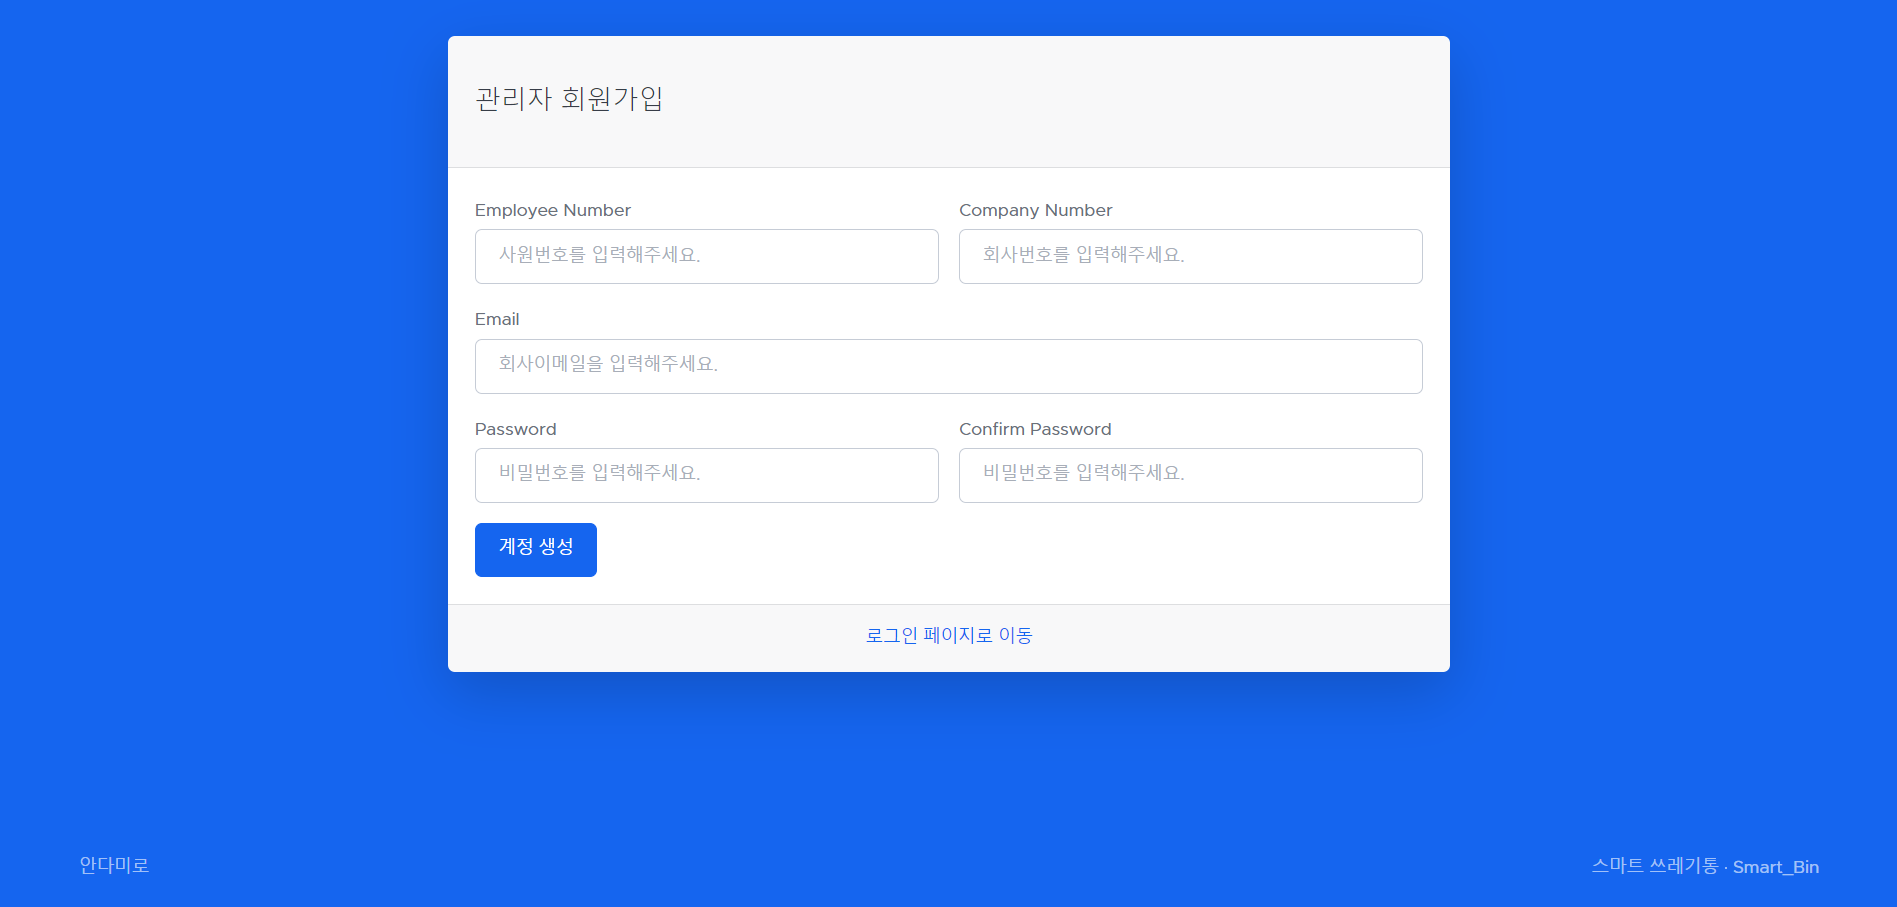 관리자 회원가입
Employee Number
Company Number
사원번호를 입력해주세요.
회사번호를 입력해주세요.
Email
회사이메일을 입력해주세요.
Password
Confirm Password
비밀번호를 입력해주세요.
비밀번호를 입력해주세요.
계정 생성
로그인 페이지로 이동
안다미로
스마트 쓰레기통 · Smart_Bin